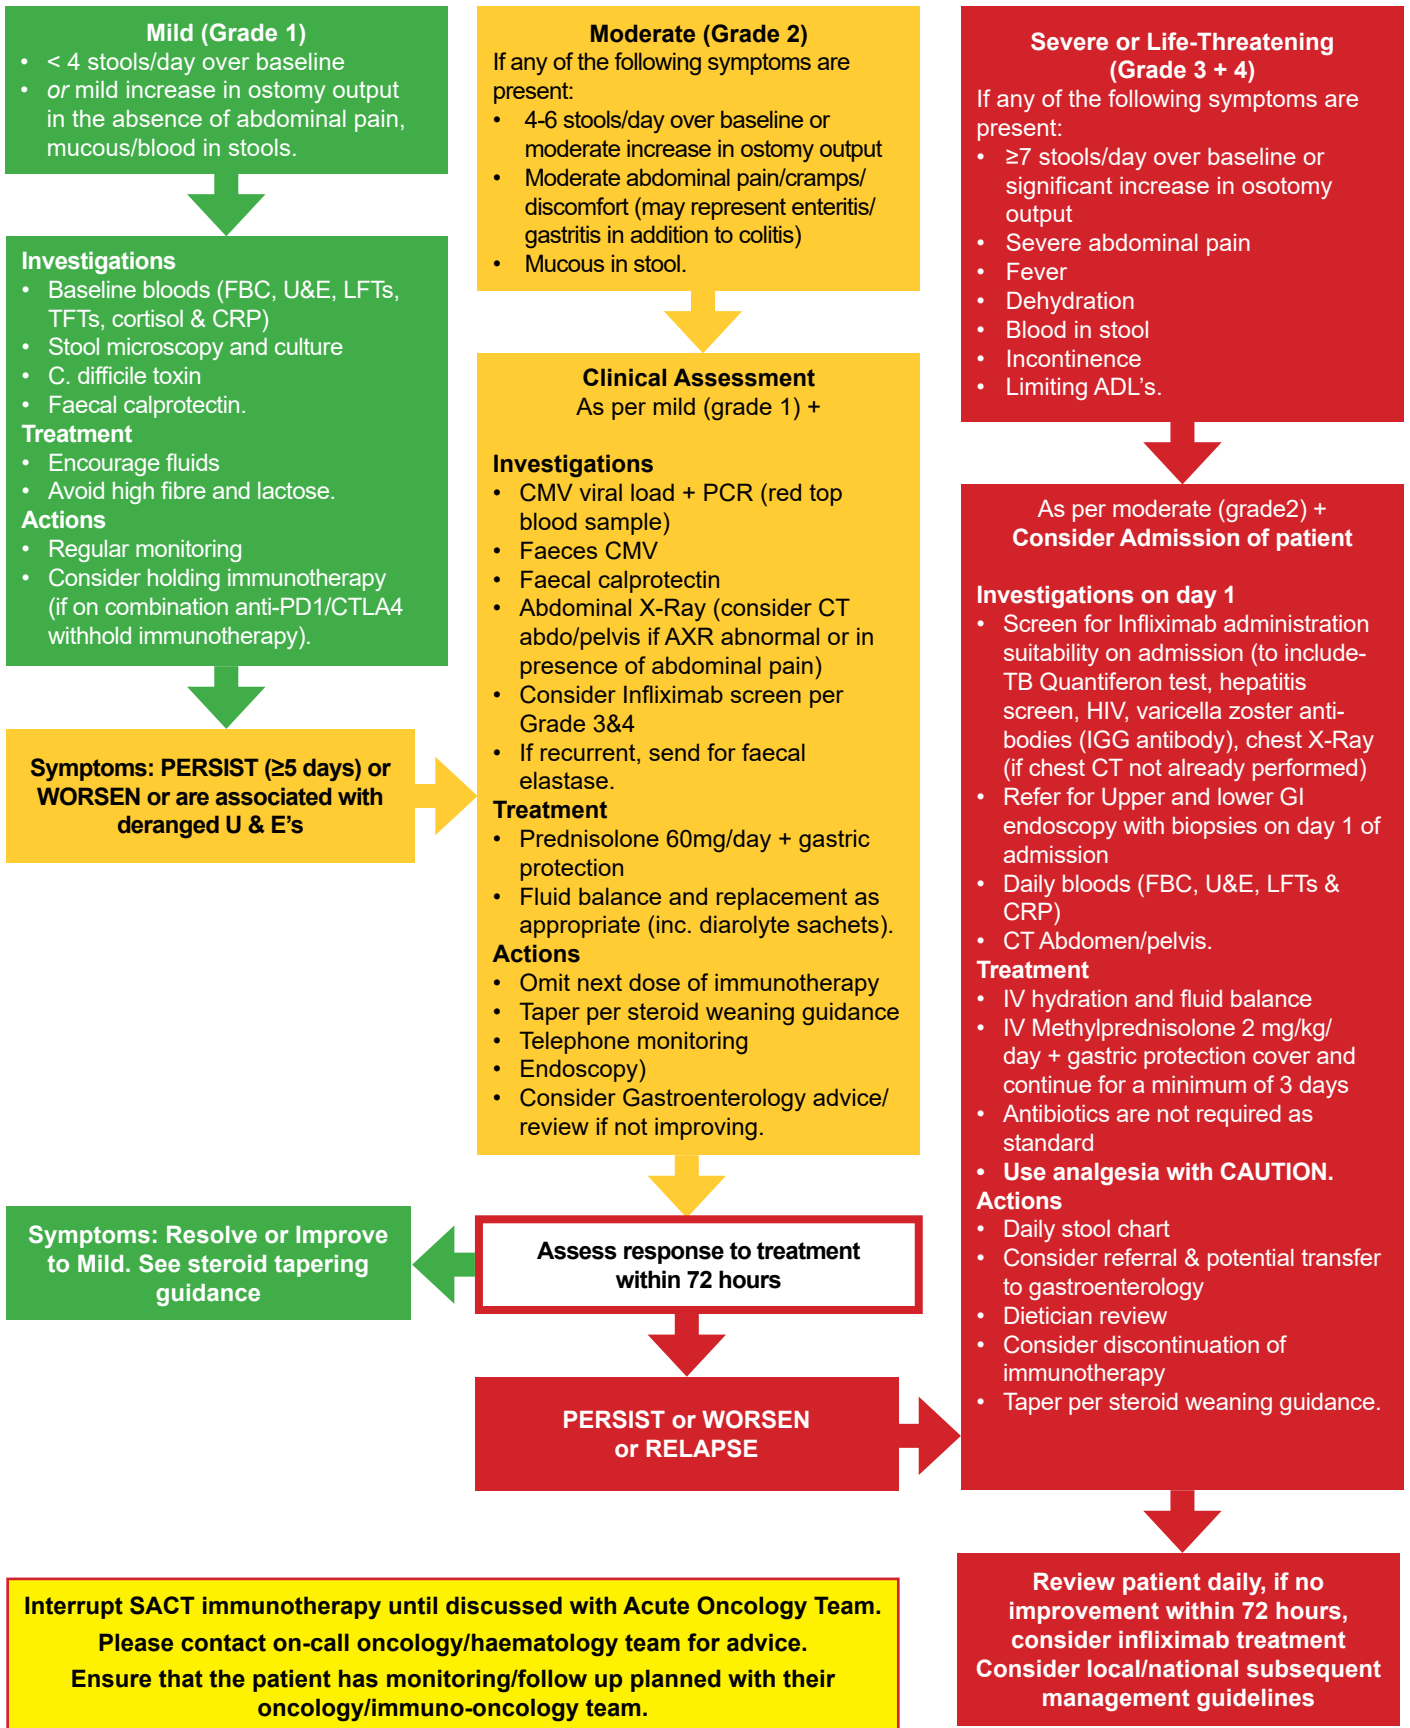 Mild (Grade 1)
• < 4 stools/day over baseline
• or mild increase in ostomy output
in the absence of abdominal pain,
mucous/blood in stools.
Investigations
• Baseline bloods (FBC, U&E, LFTs,
TFTs, cortisol & CRP)
• Stool microscopy and culture
• C. difficile toxin
• Faecal calprotectin.
Treatment
• Encourage fluids
• Avoid high fibre and lactose.
Actions
• Regular monitoring
• Consider holding immunotherapy
(if on combination anti-PD1/CTLA4
withhold immunotherapy).
Symptoms: PERSIST (≥5 days) or
WORSEN or are associated with
deranged U & E's
Moderate (Grade 2)
If any of the following symptoms are
present:
• 4-6 stools/day over baseline or
moderate increase in ostomy output
• Moderate abdominal pain/cramps/
discomfort (may represent enteritis/
gastritis in addition to colitis)
• Mucous in stool.
Clinical Assessment
As per mild (grade 1) +
Investigations
• CMV viral load + PCR (red top
blood sample)
• Faeces CMV
• Faecal calprotectin
• Abdominal X-Ray (consider CT
abdo/pelvis if AXR abnormal or in
presence of abdominal pain)
• Consider Infliximab screen per
Grade 3&4
• If recurrent, send for faecal
elastase.
Treatment
• Prednisolone 60mg/day + gastric
protection
• Fluid balance and replacement as
appropriate (inc. diarolyte sachets).
Actions
• Omit next dose of immunotherapy
• Taper per steroid weaning guidance
• Telephone monitoring
• Endoscopy)
• Consider Gastroenterology advice/
review if not improving.
Assess response to treatment
within 72 hours
Symptoms: Resolve or Improve
to Mild. See steroid tapering
guidance
PERSIST or WORSEN
or RELAPSE
Severe or Life-Threatening
(Grade 3 + 4)
If any of the following symptoms are
present:
• ≥7 stools/day over baseline or
significant increase in osotomy
output
• Severe abdominal pain
• Fever
• Dehydration
• Blood in stool
• Incontinence
• Limiting ADL's.
As per moderate (grade2) +
Consider Admission of patient
Investigations on day 1
• Screen for Infliximab administration
suitability on admission (to include-
TB Quantiferon test, hepatitis
screen, HIV, varicella zoster anti-
bodies (IGG antibody), chest X-Ray
(if chest CT not already performed)
• Refer for Upper and lower GI
endoscopy with biopsies on day 1 of
admission
• Daily bloods (FBC, U&E, LFTs &
CRP)
• CT Abdomen/pelvis.
Treatment
• IV hydration and fluid balance
• IV Methylprednisolone 2 mg/kg/
day + gastric protection cover and
continue for a minimum of 3 days
• Antibiotics are not required as
standard
• Use analgesia with CAUTION.
Actions
• Daily stool chart
• Consider referral & potential transfer
to gastroenterology
• Dietician review
• Consider discontinuation of
immunotherapy
• Taper per steroid weaning guidance.
Review patient daily, if no
improvement within 72 hours,
consider infliximab treatment
Consider local/national subsequent
management guidelines
Interrupt SACT immunotherapy until discussed with Acute Oncology Team.
Please contact on-call oncology/haematology team for advice.
Ensure that the patient has monitoring/follow up planned with their
oncology/immuno-oncology team.